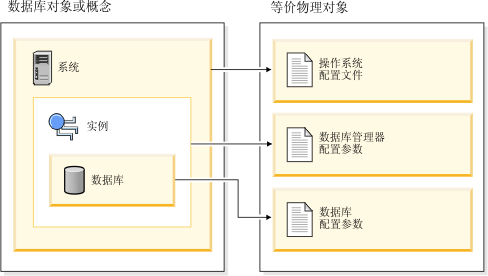 数据库对象或概念
等价物理对象
系统
实例
数据库
操作系统
配置文件
数据库管理器
配置参数
数据库
配置参数